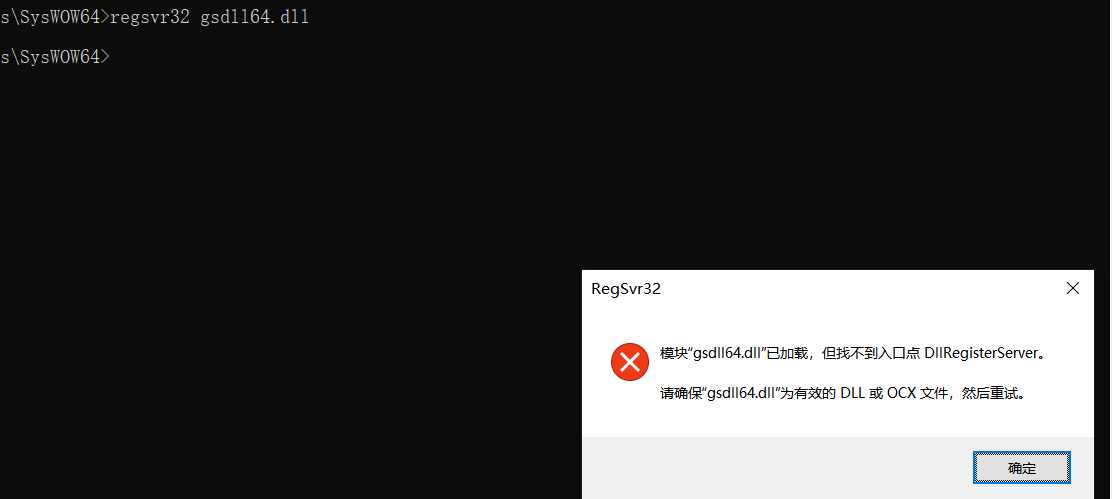 s\SysWOW64>regsvr32 gsdll64.dll
s\SysWOW64>
RegSvr32
模块“gsdll64.dll”已加载，但找不到入口点 DllRegisterServer。
请确保“gsdll64.dll”为有效的 DLL 或 OCX 文件，然后重试。
确定